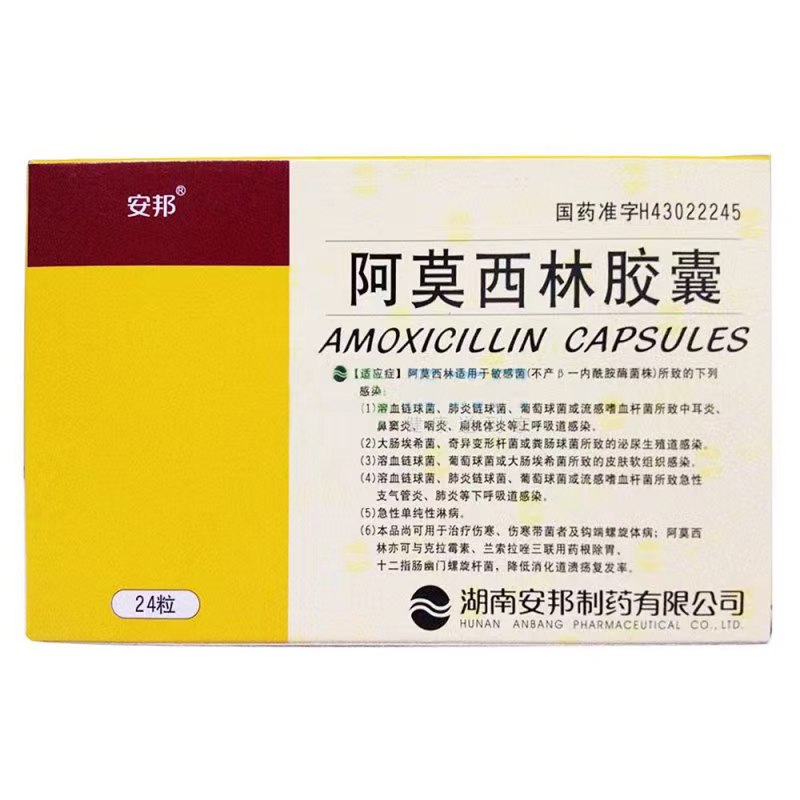 安邦®
国药准字H43022245
阿莫西林胶囊
AMOXICILLIN CAPSULES
【适应症】阿莫西林适用于敏感菌(不产β一内酰胺酶菌株)所致的下列
感染:
(1)溶血链球菌、肺炎链球菌、葡萄球菌或流感嗜血杆菌所致中耳炎、
鼻窦炎、咽炎、扁桃体炎等上呼吸道感染。
(2)大肠埃希菌、奇异变形杆菌或粪肠球菌所致的泌尿生殖道感染。
(3)溶血链球菌、葡萄球菌或大肠埃希菌所致的皮肤软组织感染。
(4)溶血链球菌、肺炎链球菌、葡萄球菌或流感嗜血杆菌所致急性
支气管炎、肺炎等下呼吸道感染。
(5)急性单纯性淋病。
(6)本品尚可用于治疗伤寒、伤寒带菌者及钩端螺旋体病；阿莫西
林亦可与克拉霉素、兰索拉唑三联用药根除胃、
十二指肠幽门螺旋杆菌，降低消化道溃疡复发率。
24粒
湖南安邦制药有限公司
HUNAN ANBANG PHARMACEUTICAL CO.,LTD.